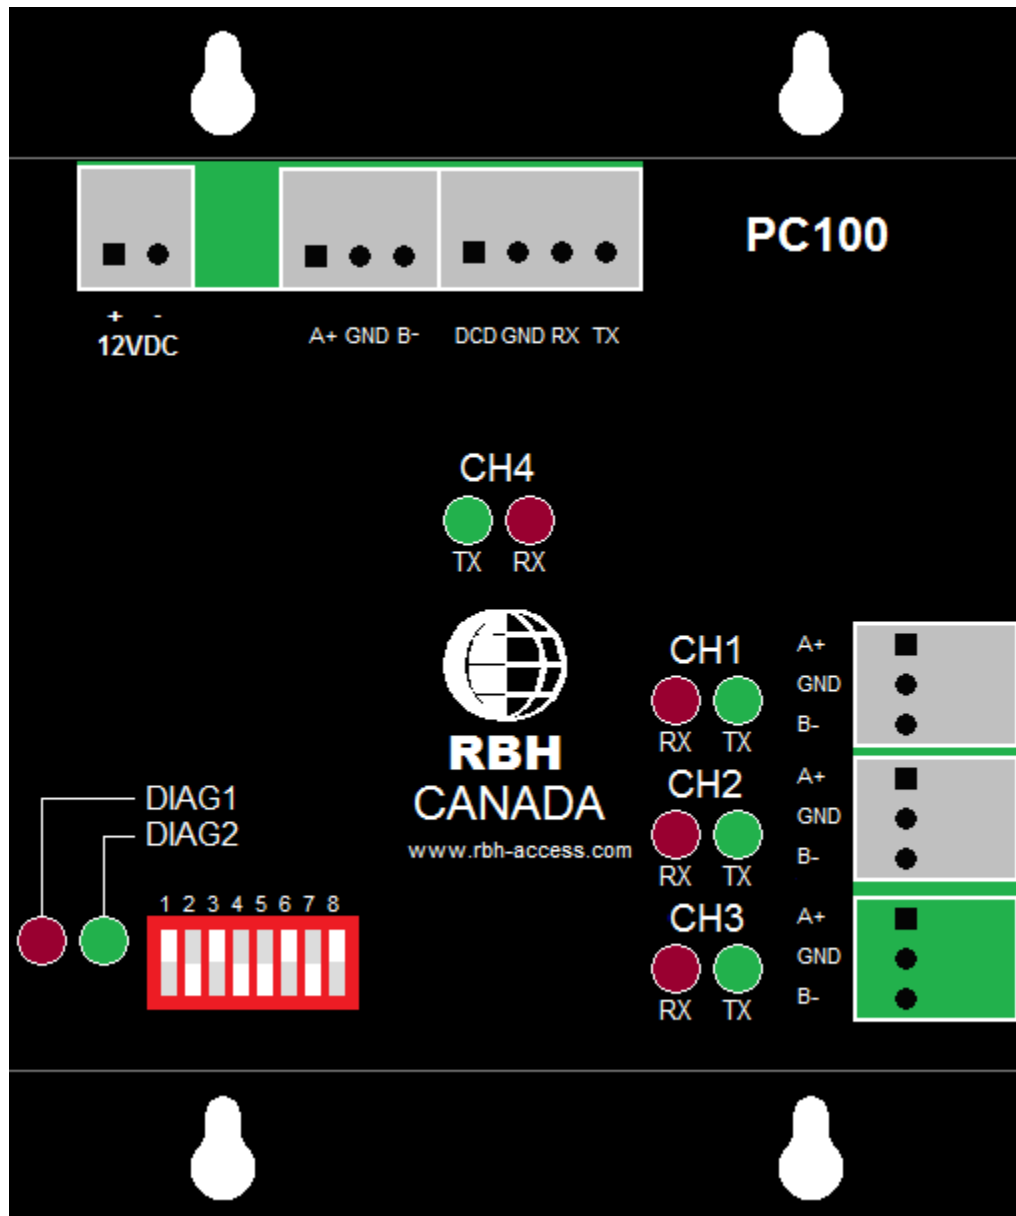 PC100
+ -
12VDC
A+ GND B-
DCD GND RX TX
CH4
TX RX
RBH
CANADA
www.rbh-access.com
CH1
RX TX
A+
GND
B-
CH2
RX TX
A+
GND
B-
CH3
RX TX
A+
GND
B-
DIAG1
DIAG2
1 2 3 4 5 6 7 8